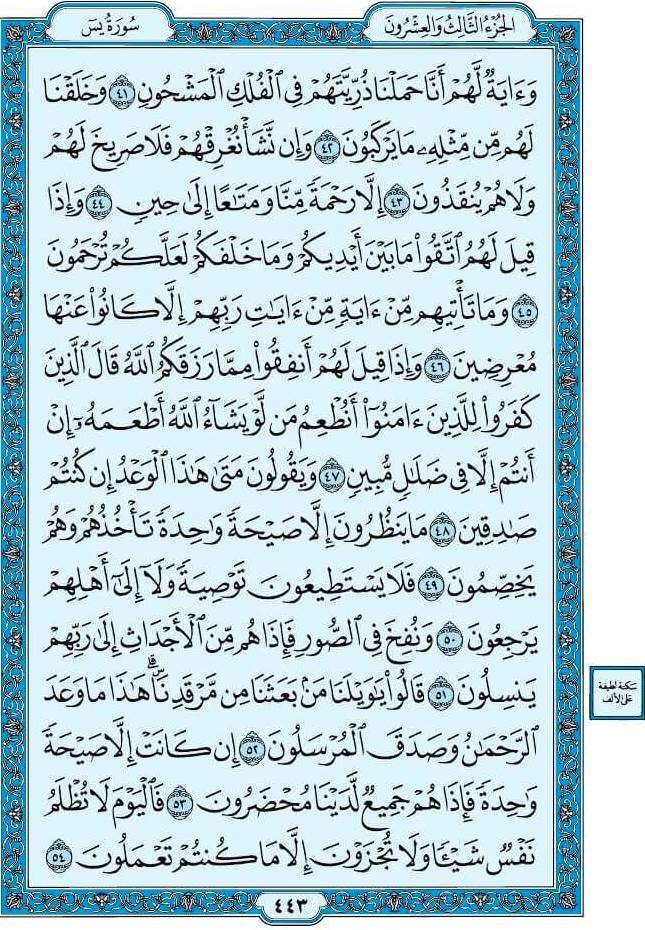 الجُزْءُ الثَّالِثُ وَالعِشْرُونَ
سُورَةُ يسٓ
وَءَايَةٌ لَّهُمْ أَنَّا حَمَلْنَا ذُرِّيَّتَهُمْ فِي ٱلْفُلْكِ ٱلْمَشْحُونِ ٤١ وَخَلَقْنَا
لَهُم مِّن مِّثْلِهِۦ مَا يَرْكَبُونَ ٤٢ وَإِن نَّشَأْ نُغْرِقْهُمْ فَلَا صَرِيخَ لَهُمْ
وَلَا هُمْ يُنقَذُونَ ٤٣ إِلَّا رَحْمَةً مِّنَّا وَمَتَٰعًا إِلَىٰ حِينٍ ٤٤ وَإِذَا
قِيلَ لَهُمُ ٱتَّقُوا۟ مَا بَيْنَ أَيْدِيكُمْ وَمَا خَلْفَكُمْ لَعَلَّكُمْ تُرْحَمُونَ
٤٥ وَمَا تَأْتِيهِم مِّنْ ءَايَةٍ مِّنْ ءَايَٰتِ رَبِّهِمْ إِلَّا كَانُوا۟ عَنْهَا
مُعْرِضِينَ ٤٦ وَإِذَا قِيلَ لَهُمْ أَنفِقُوا۟ مِمَّا رَزَقَكُمُ ٱللَّهُ قَالَ ٱلَّذِينَ
كَفَرُوا۟ لِلَّذِينَ ءَامَنُوٓا۟ أَنُطْعِمُ مَن لَّوْ يَشَآءُ ٱللَّهُ أَطْعَمَهُۥٓ إِنْ
أَنتُمْ إِلَّا فِي ضَلَٰلٍ مُّبِينٍ ٤٧ وَيَقُولُونَ مَتَىٰ هَٰذَا ٱلْوَعْدُ إِن كُنتُمْ
صَٰدِقِينَ ٤٨ مَا يَنظُرُونَ إِلَّا صَيْحَةً وَٰحِدَةً تَأْخُذُهُمْ وَهُمْ
يَخِصِّمُونَ ٤٩ فَلَا يَسْتَطِيعُونَ تَوْصِيَةً وَلَآ إِلَىٰٓ أَهْلِهِمْ
يَرْجِعُونَ ٥٠ وَنُفِخَ فِي ٱلصُّورِ فَإِذَا هُم مِّنَ ٱلْأَجْدَاثِ إِلَىٰ رَبِّهِمْ
يَنسِلُونَ ٥١ قَالُوا۟ يَٰوَيْلَنَا مَنۢ بَعَثَنَا مِن مَّرْقَدِنَاۜ ۗ هَٰذَا مَا وَعَدَ
ٱلرَّحْمَٰنُ وَصَدَقَ ٱلْمُرْسَلُونَ ٥٢ إِن كَانَتْ إِلَّا صَيْحَةً
وَٰحِدَةً فَإِذَا هُمْ جَمِيعٌ لَّدَيْنَا مُحْضَرُونَ ٥٣ فَٱلْيَوْمَ لَا تُظْلَمُ
نَفْسٌ شَيْـًٔا وَلَا تُجْزَوْنَ إِلَّا مَا كُنتُمْ تَعْمَلُونَ ٥٤
سَكتة لطيفة
على الألف
٤٤٣